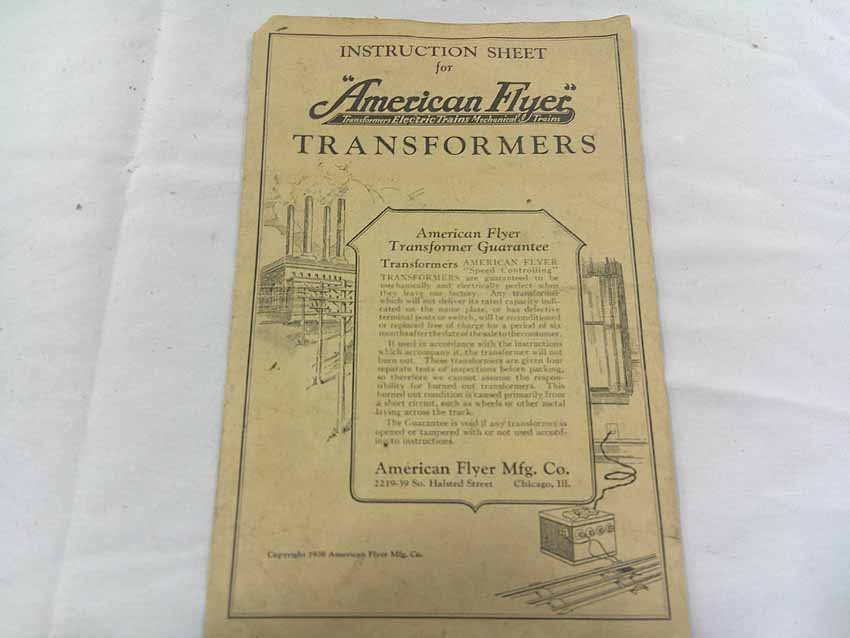 INSTRUCTION SHEET
for
"American Flyer"
Transformers Electric Trains Mechanical Trains
TRANSFORMERS
American Flyer
Transformer Guarantee
Transformers AMERICAN FLYER
"Speed Controlling"
TRANSFORMERS are guaranteed to be
mechanically and electrically perfect when
they leave our factory. Any transformer
which will not deliver its rated capacity indi-
cated on the name plate, or has defective
terminal posts or switch, will be reconditioned
or replaced free of charge for a period of six
months after the date of the sale to the customer.
If used in accordance with the instructions
which accompany it, the transformer will not
burn out. These transformers are given four
separate tests of inspections before packing,
so therefore we cannot assume the respon-
sibility for burned out transformers. This
burned out condition is caused primarily from
a short circuit, such as wheels or other metal
laying across the track.
The Guarantee is void if any transformer is
opened or tampered with or not used accord-
ing to instructions.
American Flyer Mfg. Co.
2219-39 So. Halsted Street Chicago, Ill.
Copyright American Flyer Mfg. Co.